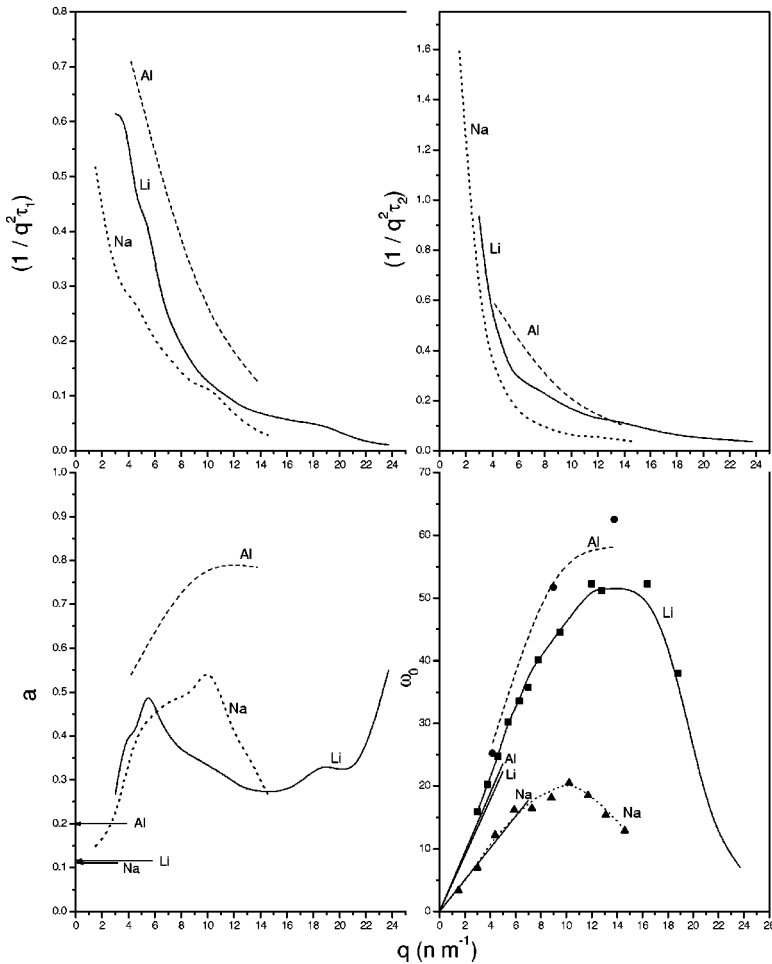 0.8
0.7
0.6
0.5
0.4
0.3
0.2
0.1
0.0
(1 / q²τ₁)
Al
Li
Na
0 2 4 6 8 10 12 14 16 18 20 22 24
1.6
1.4
1.2
1.0
0.8
0.6
0.4
0.2
0.0
(1 / q²τ₂)
Na
Li
Al
0 2 4 6 8 10 12 14 16 18 20 22 24
1.0
0.9
0.8
0.7
0.6
0.5
0.4
0.3
0.2
0.1
0.0
a
Al
Na
Li
Al
Li
Na
0 2 4 6 8 10 12 14 16 18 20 22 24
70
60
50
40
30
20
10
0
ω₀
Al
Li
Al
Li
Na
Na
0 2 4 6 8 10 12 14 16 18 20 22 24 26
q (n m⁻¹)